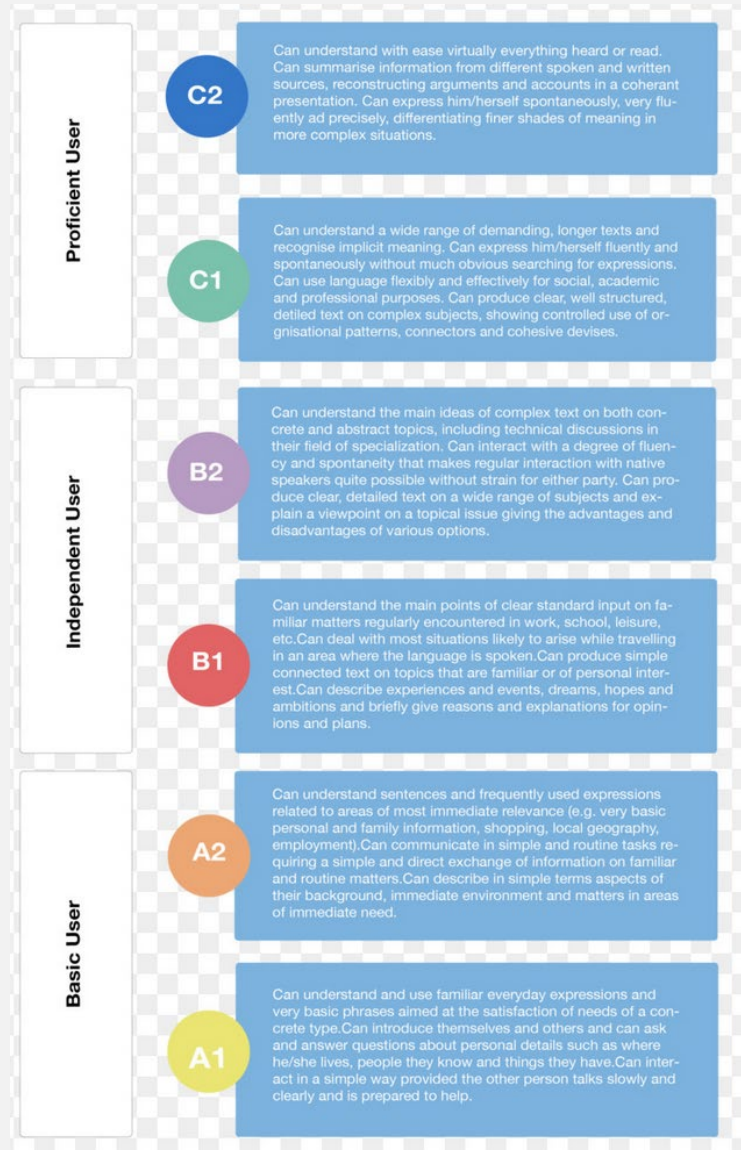 Proficient User
C2
Can understand with ease virtually everything heard or read.
Can summarise information from different spoken and written
sources, reconstructing arguments and accounts in a coherant
presentation. Can express him/herself spontaneously, very flu-
ently ad precisely, differentiating finer shades of meaning in
more complex situations.
C1
Can understand a wide range of demanding, longer texts and
recognise implicit meaning. Can express him/herself fluently and
spontaneously without much obvious searching for expressions.
Can use language flexibly and effectively for social, academic
and professional purposes. Can produce clear, well structured,
detiled text on complex subjects, showing controlled use of or-
gnisational patterns, connectors and cohesive devises.
Independent User
B2
Can understand the main ideas of complex text on both con-
crete and abstract topics, including technical discussions in
their field of specialization. Can interact with a degree of fluen-
cy and spontaneity that makes regular interaction with native
speakers quite possible without strain for either party. Can pro-
duce clear, detailed text on a wide range of subjects and ex-
plain a viewpoint on a topical issue giving the advantages and
disadvantages of various options.
B1
Can understand the main points of clear standard input on fa-
miliar matters regularly encountered in work, school, leisure,
etc.Can deal with most situations likely to arise while travelling
in an area where the language is spoken.Can produce simple
connected text on topics that are familiar or of personal inter-
est.Can describe experiences and events, dreams, hopes and
ambitions and briefly give reasons and explanations for opin-
ions and plans.
Basic User
A2
Can understand sentences and frequently used expressions
related to areas of most immediate relevance (e.g. very basic
personal and family information, shopping, local geography,
employment).Can communicate in simple and routine tasks re-
quiring a simple and direct exchange of information on familiar
and routine matters.Can describe in simple terms aspects of
their background, immediate environment and matters in areas
of immediate need.
A1
Can understand and use familiar everyday expressions and
very basic phrases aimed at the satisfaction of needs of a con-
crete type.Can introduce themselves and others and can ask
and answer questions about personal details such as where
he/she lives, people they know and things they have.Can inter-
act in a simple way provided the other person talks slowly and
clearly and is prepared to help.